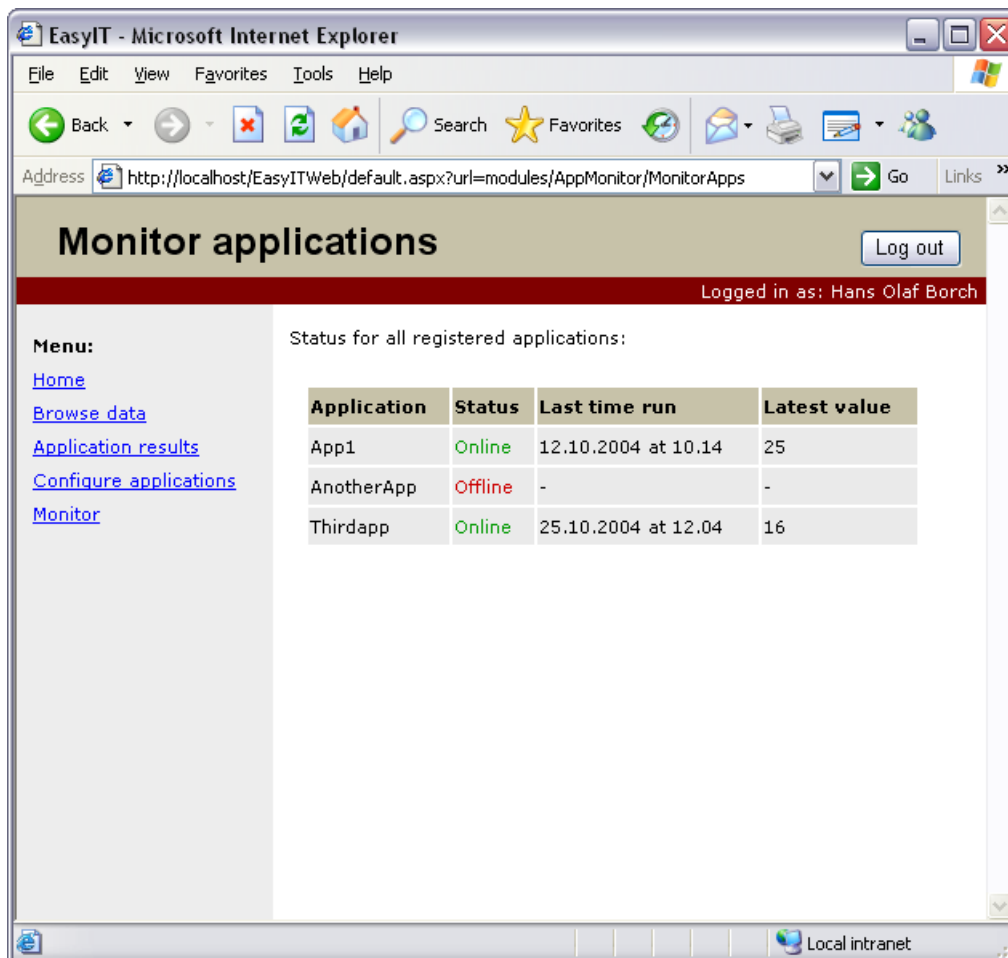 EasyIT - Microsoft Internet Explorer
File Edit View Favorites Tools Help
Back Search Favorites
Address http://localhost/EasyITWeb/default.aspx?url=modules/AppMonitor/MonitorApps Go Links »
Monitor applications Log out
Logged in as: Hans Olaf Borch
Menu:
Home
Browse data
Application results
Configure applications
Monitor
Status for all registered applications:
Application Status Last time run Latest value
App1 Online 12.10.2004 at 10.14 25
AnotherApp Offline - -
Thirdapp Online 25.10.2004 at 12.04 16
Local intranet